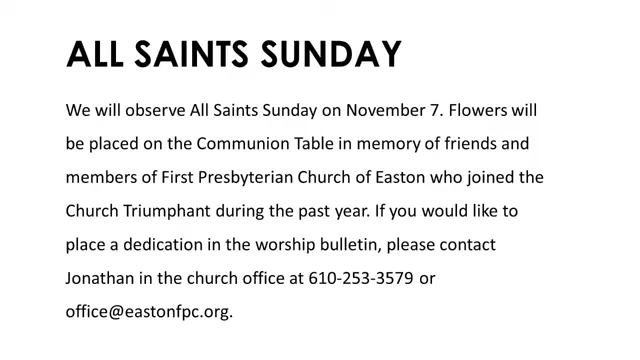 ALL SAINTS SUNDAY
We will observe All Saints Sunday on November 7. Flowers will
be placed on the Communion Table in memory of friends and
members of First Presbyterian Church of Easton who joined the
Church Triumphant during the past year. If you would like to
place a dedication in the worship bulletin, please contact
Jonathan in the church office at 610-253-3579 or
office@eastonfpc.org.